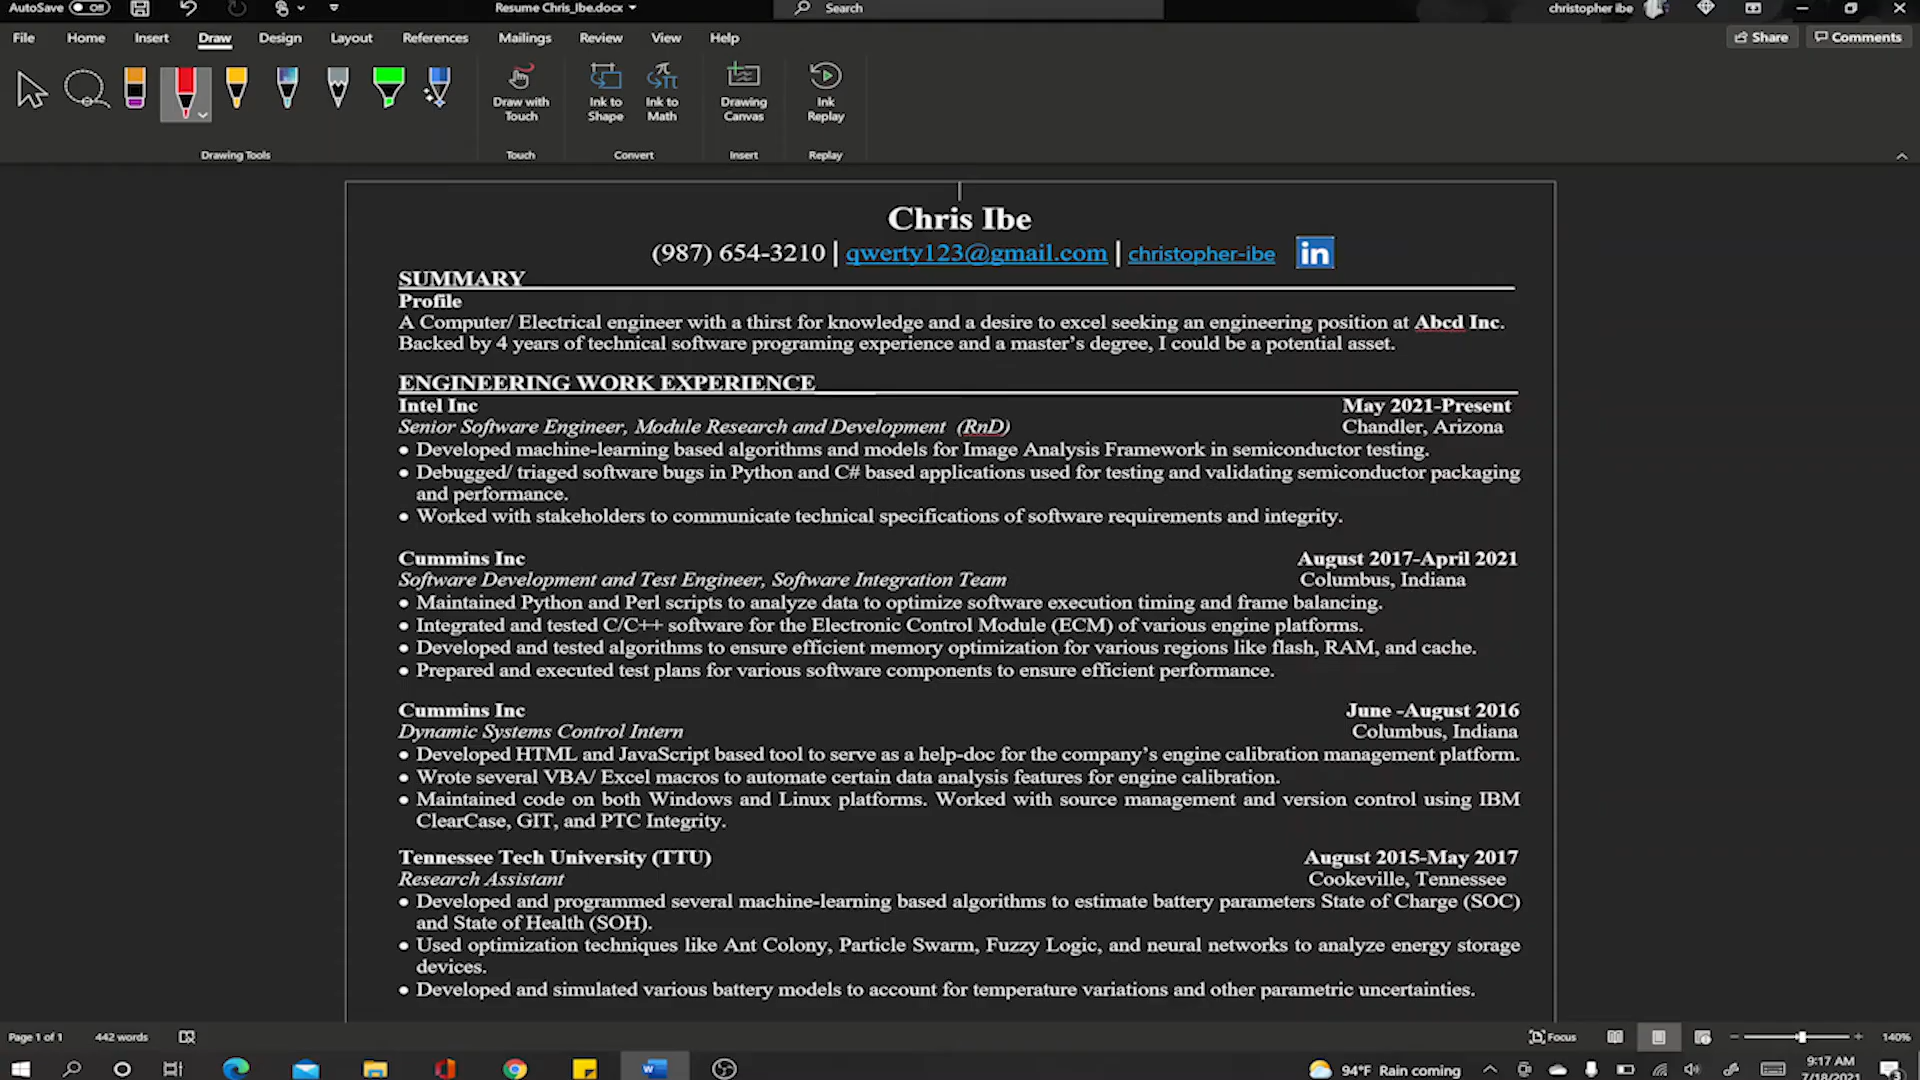 AutoSave Off Resume Chris_Ibe.docx Search christopher ibe
File Home Insert Draw Design Layout References Mailings Review View Help Share Comments
Draw with Touch
Ink to Shape
Ink to Math
Drawing Canvas
Ink Replay
Drawing Tools Touch Convert Insert Replay
Chris Ibe
(987) 654-3210 | qwerty123@gmail.com | christopher-ibe in
SUMMARY
Profile
A Computer/ Electrical engineer with a thirst for knowledge and a desire to excel seeking an engineering position at Abcd Inc.
Backed by 4 years of technical software programing experience and a master's degree, I could be a potential asset.
ENGINEERING WORK EXPERIENCE
Intel Inc May 2021-Present
Senior Software Engineer, Module Research and Development (RnD) Chandler, Arizona
• Developed machine-learning based algorithms and models for Image Analysis Framework in semiconductor testing.
• Debugged/ triaged software bugs in Python and C# based applications used for testing and validating semiconductor packaging
and performance.
• Worked with stakeholders to communicate technical specifications of software requirements and integrity.
Cummins Inc August 2017-April 2021
Software Development and Test Engineer, Software Integration Team Columbus, Indiana
• Maintained Python and Perl scripts to analyze data to optimize software execution timing and frame balancing.
• Integrated and tested C/C++ software for the Electronic Control Module (ECM) of various engine platforms.
• Developed and tested algorithms to ensure efficient memory optimization for various regions like flash, RAM, and cache.
• Prepared and executed test plans for various software components to ensure efficient performance.
Cummins Inc June -August 2016
Dynamic Systems Control Intern Columbus, Indiana
• Developed HTML and JavaScript based tool to serve as a help-doc for the company's engine calibration management platform.
• Wrote several VBA/ Excel macros to automate certain data analysis features for engine calibration.
• Maintained code on both Windows and Linux platforms. Worked with source management and version control using IBM
ClearCase, GIT, and PTC Integrity.
Tennessee Tech University (TTU) August 2015-May 2017
Research Assistant Cookeville, Tennessee
• Developed and programmed several machine-learning based algorithms to estimate battery parameters State of Charge (SOC)
and State of Health (SOH).
• Used optimization techniques like Ant Colony, Particle Swarm, Fuzzy Logic, and neural networks to analyze energy storage
devices.
• Developed and simulated various battery models to account for temperature variations and other parametric uncertainties.
Page 1 of 1 442 words Focus 140%
94°F Rain coming 9:17 AM
7/18/2021 3